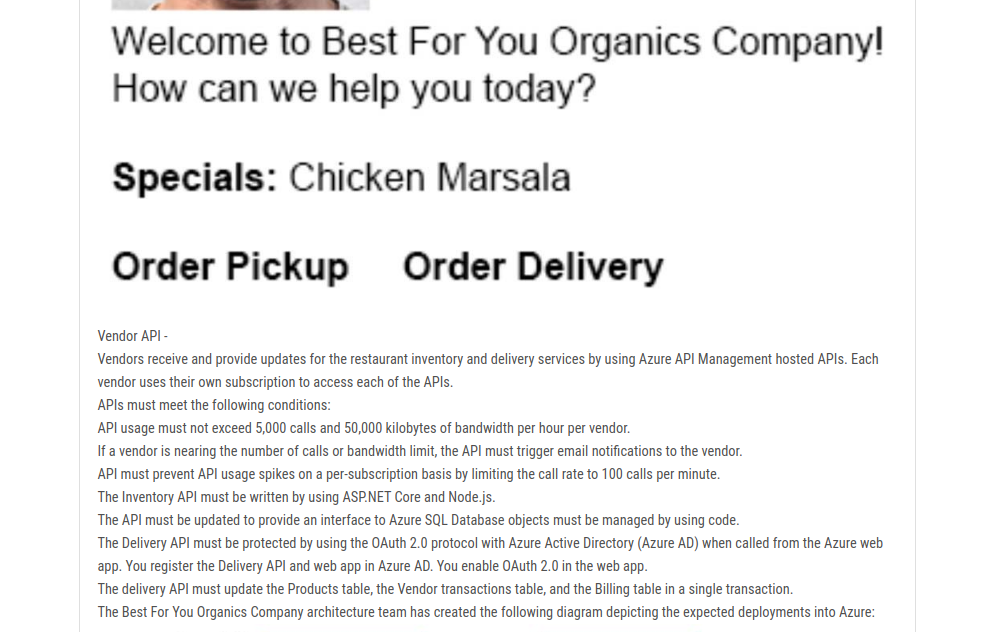 Welcome to Best For You Organics Company!
How can we help you today?
Specials: Chicken Marsala
Order Pickup Order Delivery
Vendor API -
Vendors receive and provide updates for the restaurant inventory and delivery services by using Azure API Management hosted APIs. Each
vendor uses their own subscription to access each of the APIs.
APIs must meet the following conditions:
API usage must not exceed 5,000 calls and 50,000 kilobytes of bandwidth per hour per vendor.
If a vendor is nearing the number of calls or bandwidth limit, the API must trigger email notifications to the vendor.
API must prevent API usage spikes on a per-subscription basis by limiting the call rate to 100 calls per minute.
The Inventory API must be written by using ASP.NET Core and Node.js.
The API must be updated to provide an interface to Azure SQL Database objects must be managed by using code.
The Delivery API must be protected by using the OAuth 2.0 protocol with Azure Active Directory (Azure AD) when called from the Azure web
app. You register the Delivery API and web app in Azure AD. You enable OAuth 2.0 in the web app.
The delivery API must update the Products table, the Vendor transactions table, and the Billing table in a single transaction.
The Best For You Organics Company architecture team has created the following diagram depicting the expected deployments into Azure: